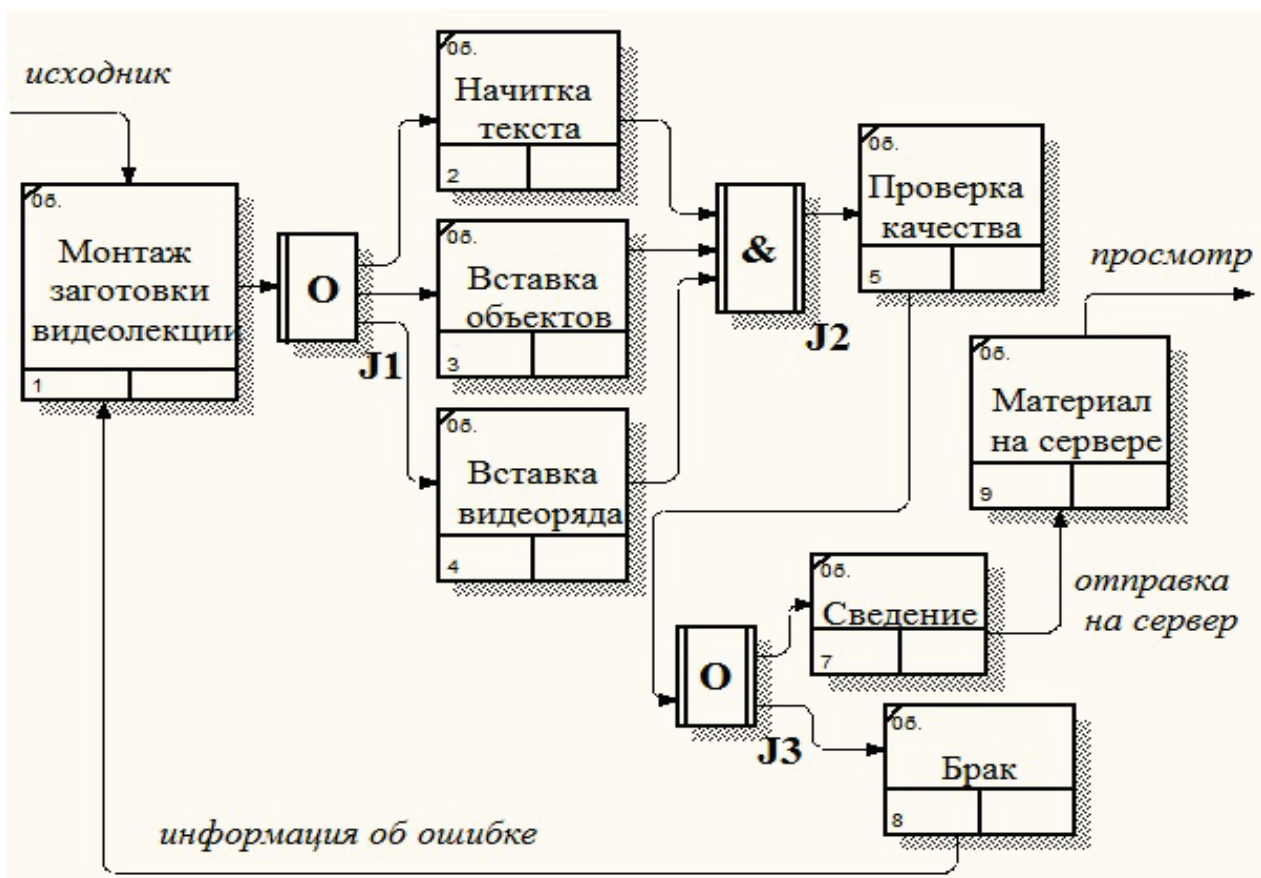 исходник
0б.
Монтаж
заготовки
видеолекции
1
О
J1
0б.
Начитка
текста
2
0б.
Вставка
объектов
3
0б.
Вставка
видеоряда
4
&
J2
0б.
Проверка
качества
5
просмотр
0б.
Материал
на сервере
9
отправка
на сервер
0б.
Сведение
7
О
J3
0б.
Брак
8
информация об ошибке